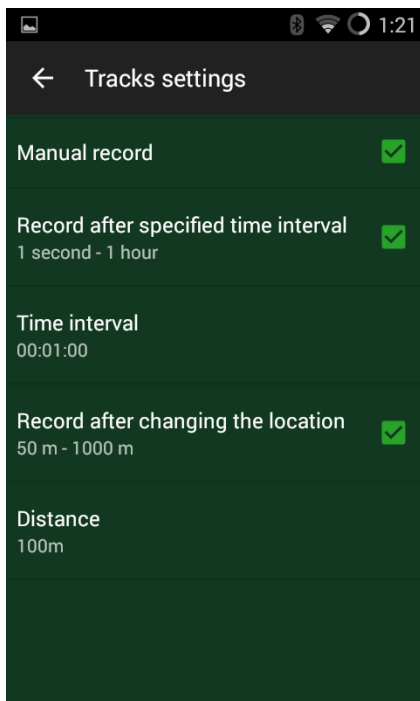 1:21
Tracks settings
Manual record
Record after specified time interval
1 second - 1 hour
Time interval
00:01:00
Record after changing the location
50 m - 1000 m
Distance
100m